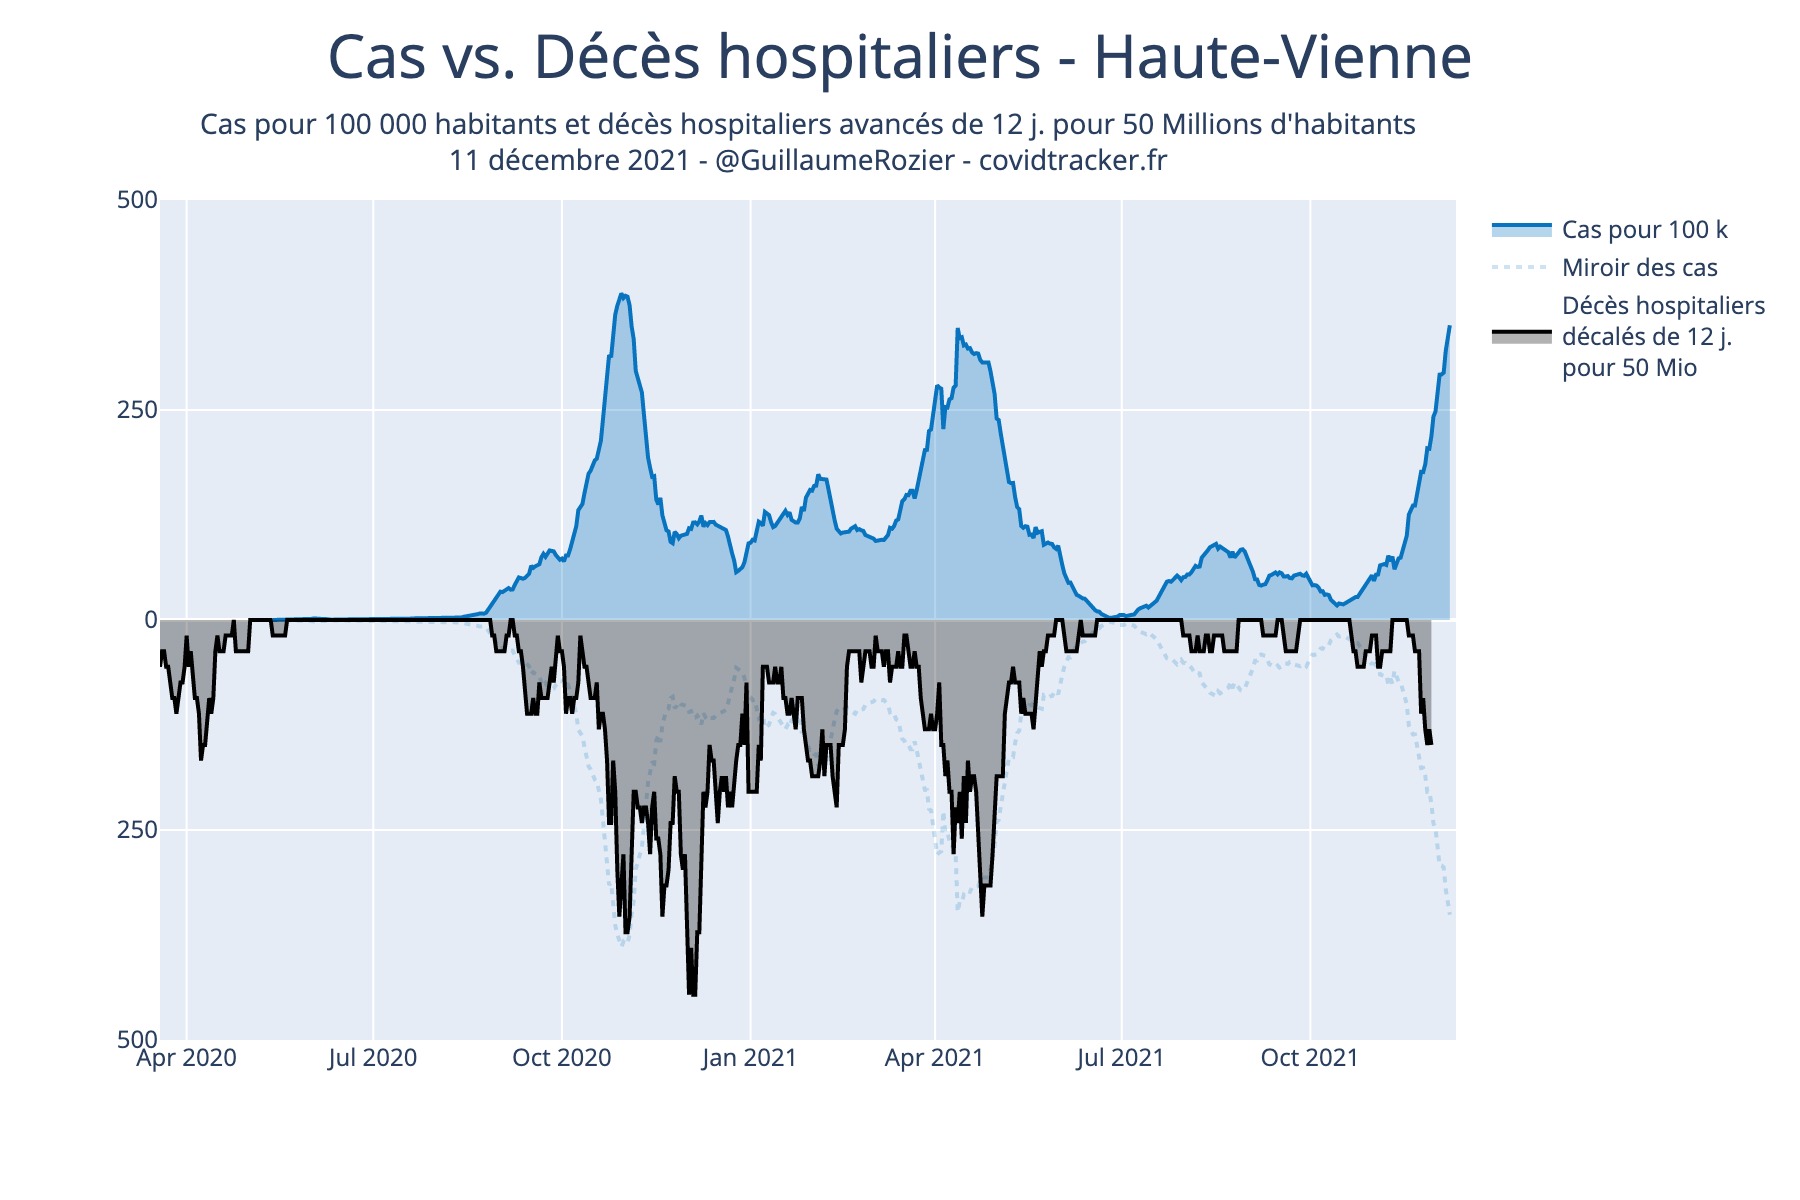 Cas vs. Décès hospitaliers - Haute-Vienne
Cas pour 100 000 habitants et décès hospitaliers avancés de 12 j. pour 50 Millions d'habitants
11 décembre 2021 - @GuillaumeRozier - covidtracker.fr
500
250
0
250
500
Apr 2020
Jul 2020
Oct 2020
Jan 2021
Apr 2021
Jul 2021
Oct 2021
Cas pour 100 k
Miroir des cas
Décès hospitaliers
décalés de 12 j.
pour 50 Mio